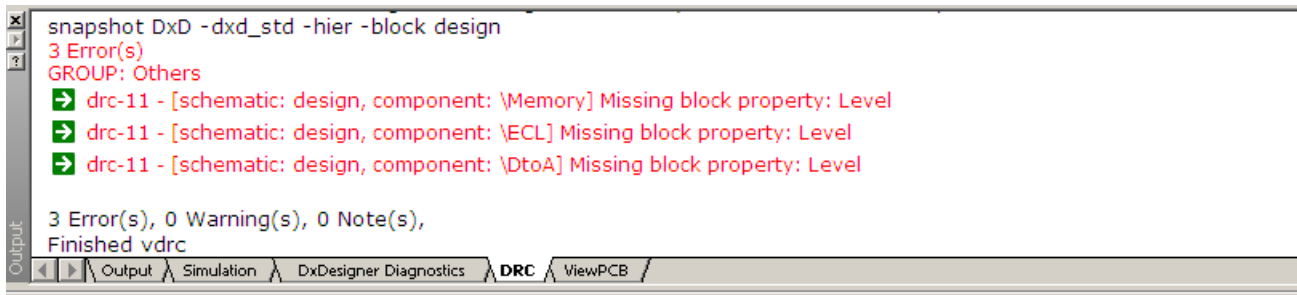 snapshot DxD -dxd_std -hier -block design
3 Error(s)
GROUP: Others
drc-11 - [schematic: design, component: \Memory] Missing block property: Level
drc-11 - [schematic: design, component: \ECL] Missing block property: Level
drc-11 - [schematic: design, component: \DtoA] Missing block property: Level
3 Error(s), 0 Warning(s), 0 Note(s),
Finished vdrc
Output
Output Simulation DxDesigner Diagnostics DRC ViewPCB